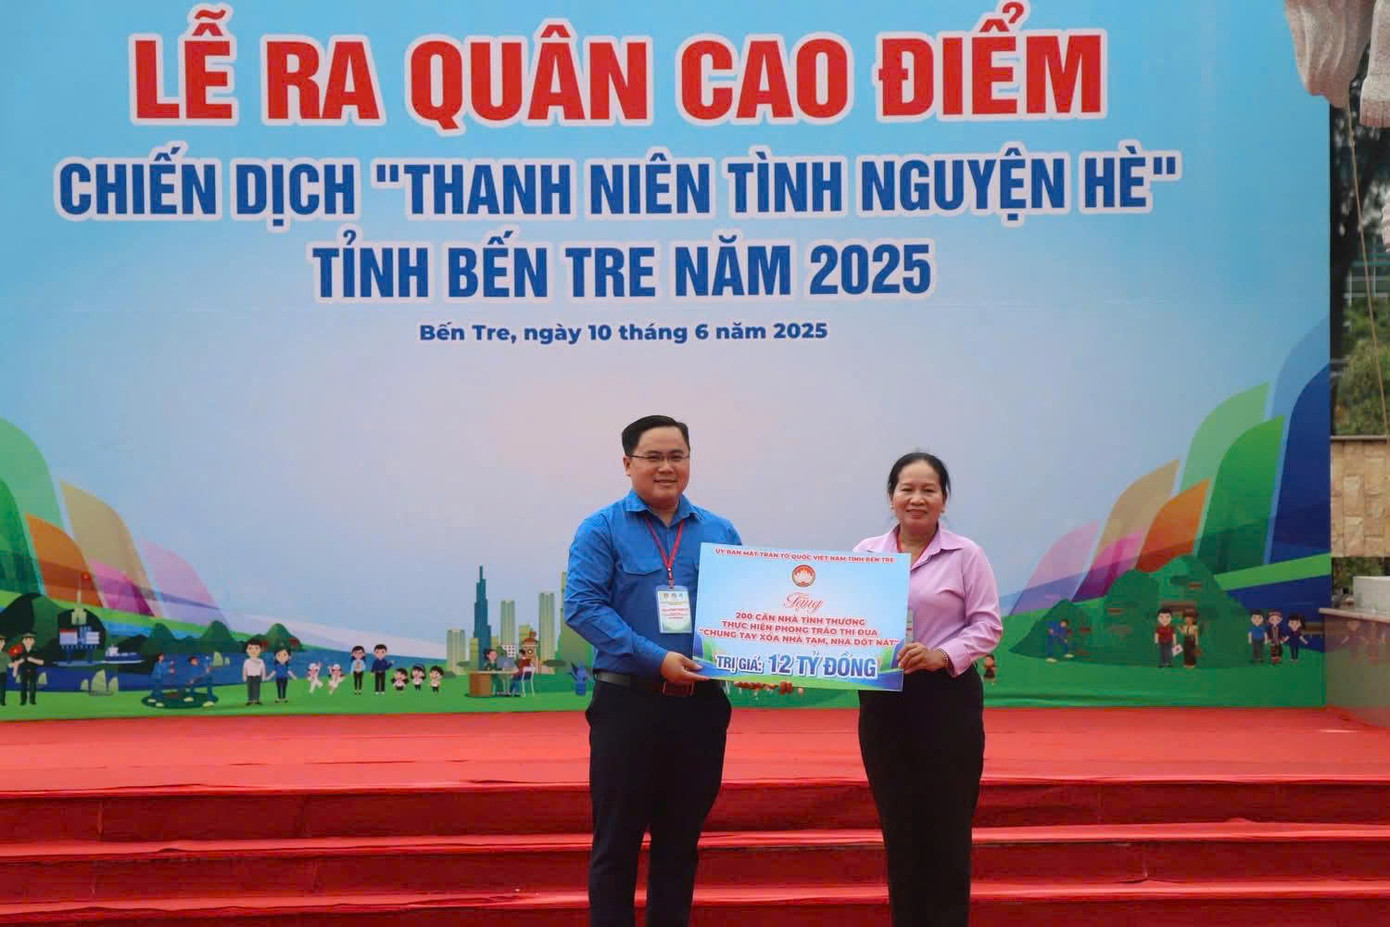 LỄ RA QUÂN CAO ĐIỂM
CHIẾN DỊCH "THANH NIÊN TÌNH NGUYỆN HÈ"
TỈNH BẾN TRE NĂM 2025
Bến Tre, ngày 10 tháng 6 năm 2025
ỦY BAN MẶT TRẬN TỔ QUỐC VIỆT NAM TỈNH BẾN TRE
Tặng
200 CĂN NHÀ TÌNH THƯƠNG
THỰC HIỆN PHONG TRÀO THI ĐUA
"CHUNG TAY XÓA NHÀ TẠM, NHÀ DỘT NÁT"
TRỊ GIÁ: 12 TỶ ĐỒNG